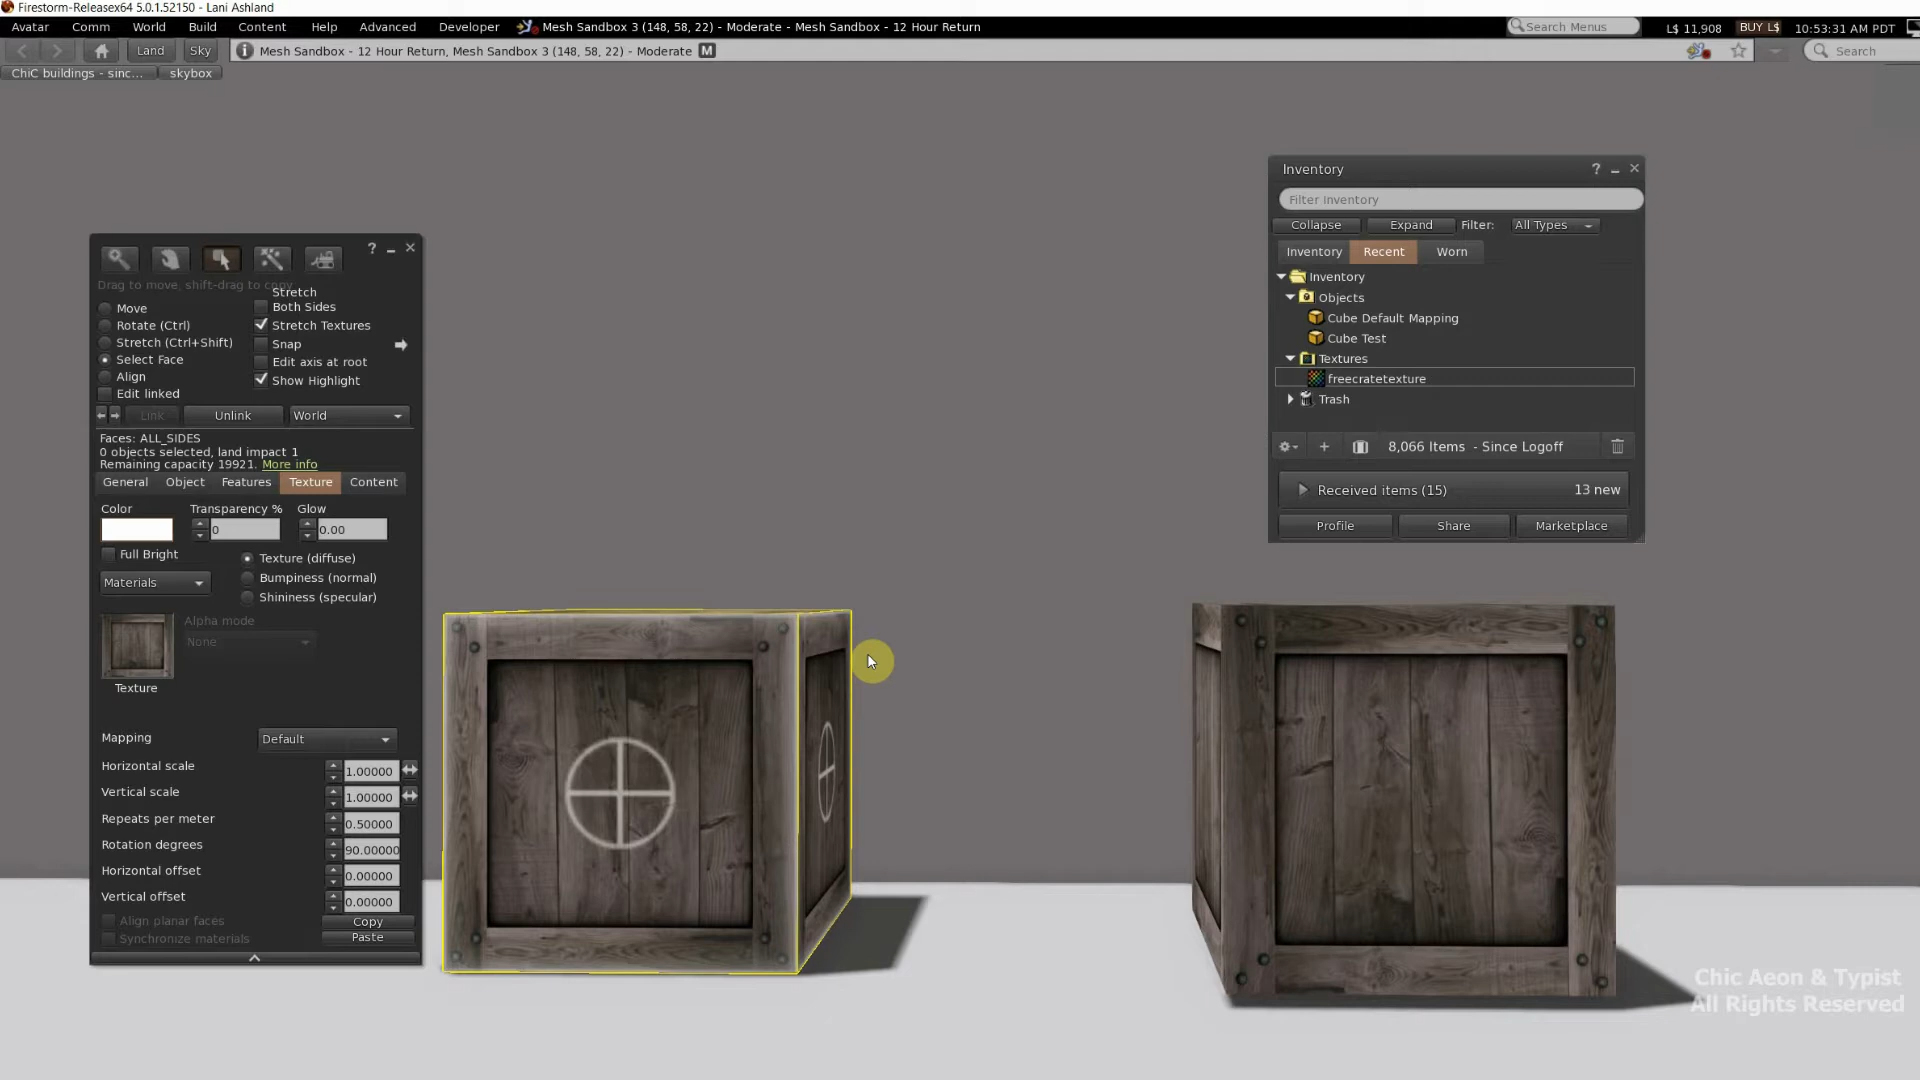 Firestorm-Releasex64 5.0.1.52150 - Lani Ashland
Avatar Comm World Build Content Help Advanced Developer Mesh Sandbox 3 (148, 58, 22) - Moderate - Mesh Sandbox - 12 Hour Return Search Menus L$ 11,908 BUY L$ 10:53:31 AM PDT
Land Sky Mesh Sandbox - 12 Hour Return, Mesh Sandbox 3 (148, 58, 22) - Moderate M Search
ChiC buildings - sinc... skybox
Drag to move, shift-drag to copy
Stretch
Move
Both Sides
Rotate (Ctrl)
Stretch Textures
Stretch (Ctrl+Shift)
Snap
Select Face
Edit axis at root
Align
Show Highlight
Edit linked
Link Unlink World
Faces: ALL_SIDES
0 objects selected, land impact 1
Remaining capacity 19921. More info
General Object Features Texture Content
Color Transparency % Glow
0 0.00
Full Bright
Texture (diffuse)
Materials
Bumpiness (normal)
Shininess (specular)
Alpha mode
None
Texture
Mapping Default
Horizontal scale 1.00000
Vertical scale 1.00000
Repeats per meter 0.50000
Rotation degrees 90.00000
Horizontal offset 0.00000
Vertical offset 0.00000
Align planar faces Copy
Synchronize materials Paste
Inventory ?
Filter Inventory
Collapse Expand Filter: All Types
Inventory Recent Worn
Inventory
Objects
Cube Default Mapping
Cube Test
Textures
freecratetexture
Trash
8,066 Items - Since Logoff
Received items (15) 13 new
Profile Share Marketplace
Chic Aeon & Typist
All Rights Reserved